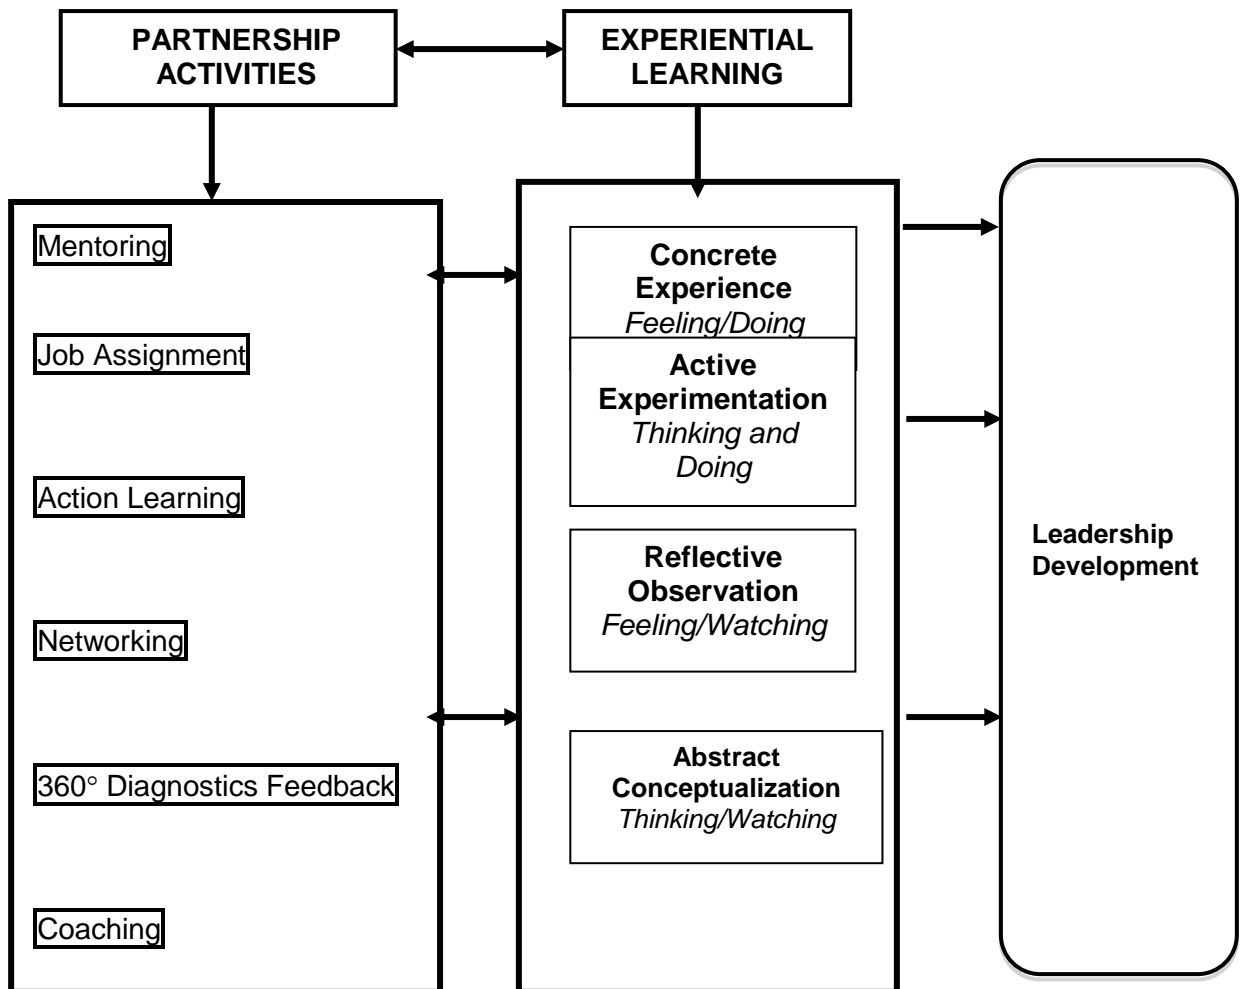 PARTNERSHIP
ACTIVITIES
EXPERIENTIAL
LEARNING
Mentoring
Job Assignment
Action Learning
Networking
360° Diagnostics Feedback
Coaching
Concrete
Experience
Feeling/Doing
Active
Experimentation
Thinking and
Doing
Reflective
Observation
Feeling/Watching
Abstract
Conceptualization
Thinking/Watching
Leadership
Development